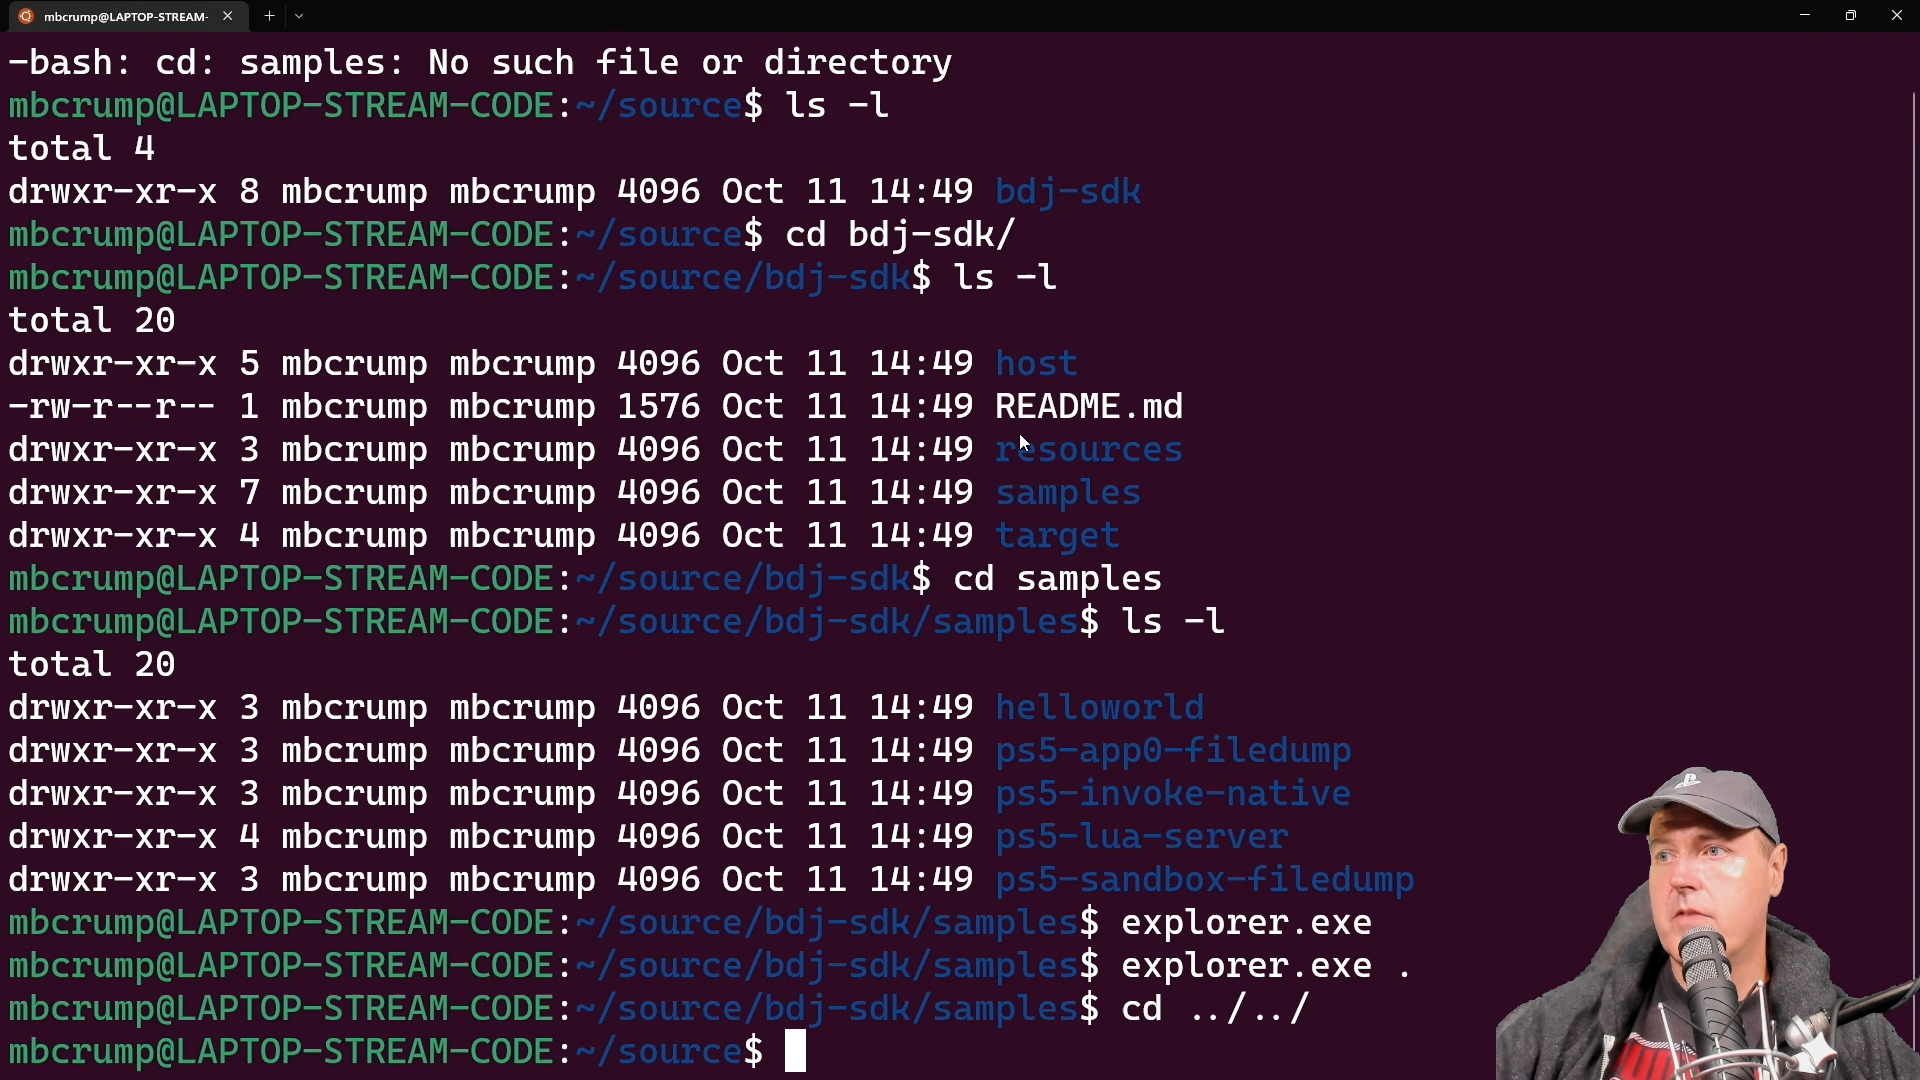 mbcrump@LAPTOP-STREAM-
-bash: cd: samples: No such file or directory
mbcrump@LAPTOP-STREAM-CODE:~/source$ ls -l
total 4
drwxr-xr-x 8 mbcrump mbcrump 4096 Oct 11 14:49 bdj-sdk
mbcrump@LAPTOP-STREAM-CODE:~/source$ cd bdj-sdk/
mbcrump@LAPTOP-STREAM-CODE:~/source/bdj-sdk$ ls -l
total 20
drwxr-xr-x 5 mbcrump mbcrump 4096 Oct 11 14:49 host
-rw-r--r-- 1 mbcrump mbcrump 1576 Oct 11 14:49 README.md
drwxr-xr-x 3 mbcrump mbcrump 4096 Oct 11 14:49 resources
drwxr-xr-x 7 mbcrump mbcrump 4096 Oct 11 14:49 samples
drwxr-xr-x 4 mbcrump mbcrump 4096 Oct 11 14:49 target
mbcrump@LAPTOP-STREAM-CODE:~/source/bdj-sdk$ cd samples
mbcrump@LAPTOP-STREAM-CODE:~/source/bdj-sdk/samples$ ls -l
total 20
drwxr-xr-x 3 mbcrump mbcrump 4096 Oct 11 14:49 helloworld
drwxr-xr-x 3 mbcrump mbcrump 4096 Oct 11 14:49 ps5-app0-filedump
drwxr-xr-x 3 mbcrump mbcrump 4096 Oct 11 14:49 ps5-invoke-native
drwxr-xr-x 4 mbcrump mbcrump 4096 Oct 11 14:49 ps5-lua-server
drwxr-xr-x 3 mbcrump mbcrump 4096 Oct 11 14:49 ps5-sandbox-filedump
mbcrump@LAPTOP-STREAM-CODE:~/source/bdj-sdk/samples$ explorer.exe
mbcrump@LAPTOP-STREAM-CODE:~/source/bdj-sdk/samples$ explorer.exe .
mbcrump@LAPTOP-STREAM-CODE:~/source/bdj-sdk/samples$ cd ../../
mbcrump@LAPTOP-STREAM-CODE:~/source$